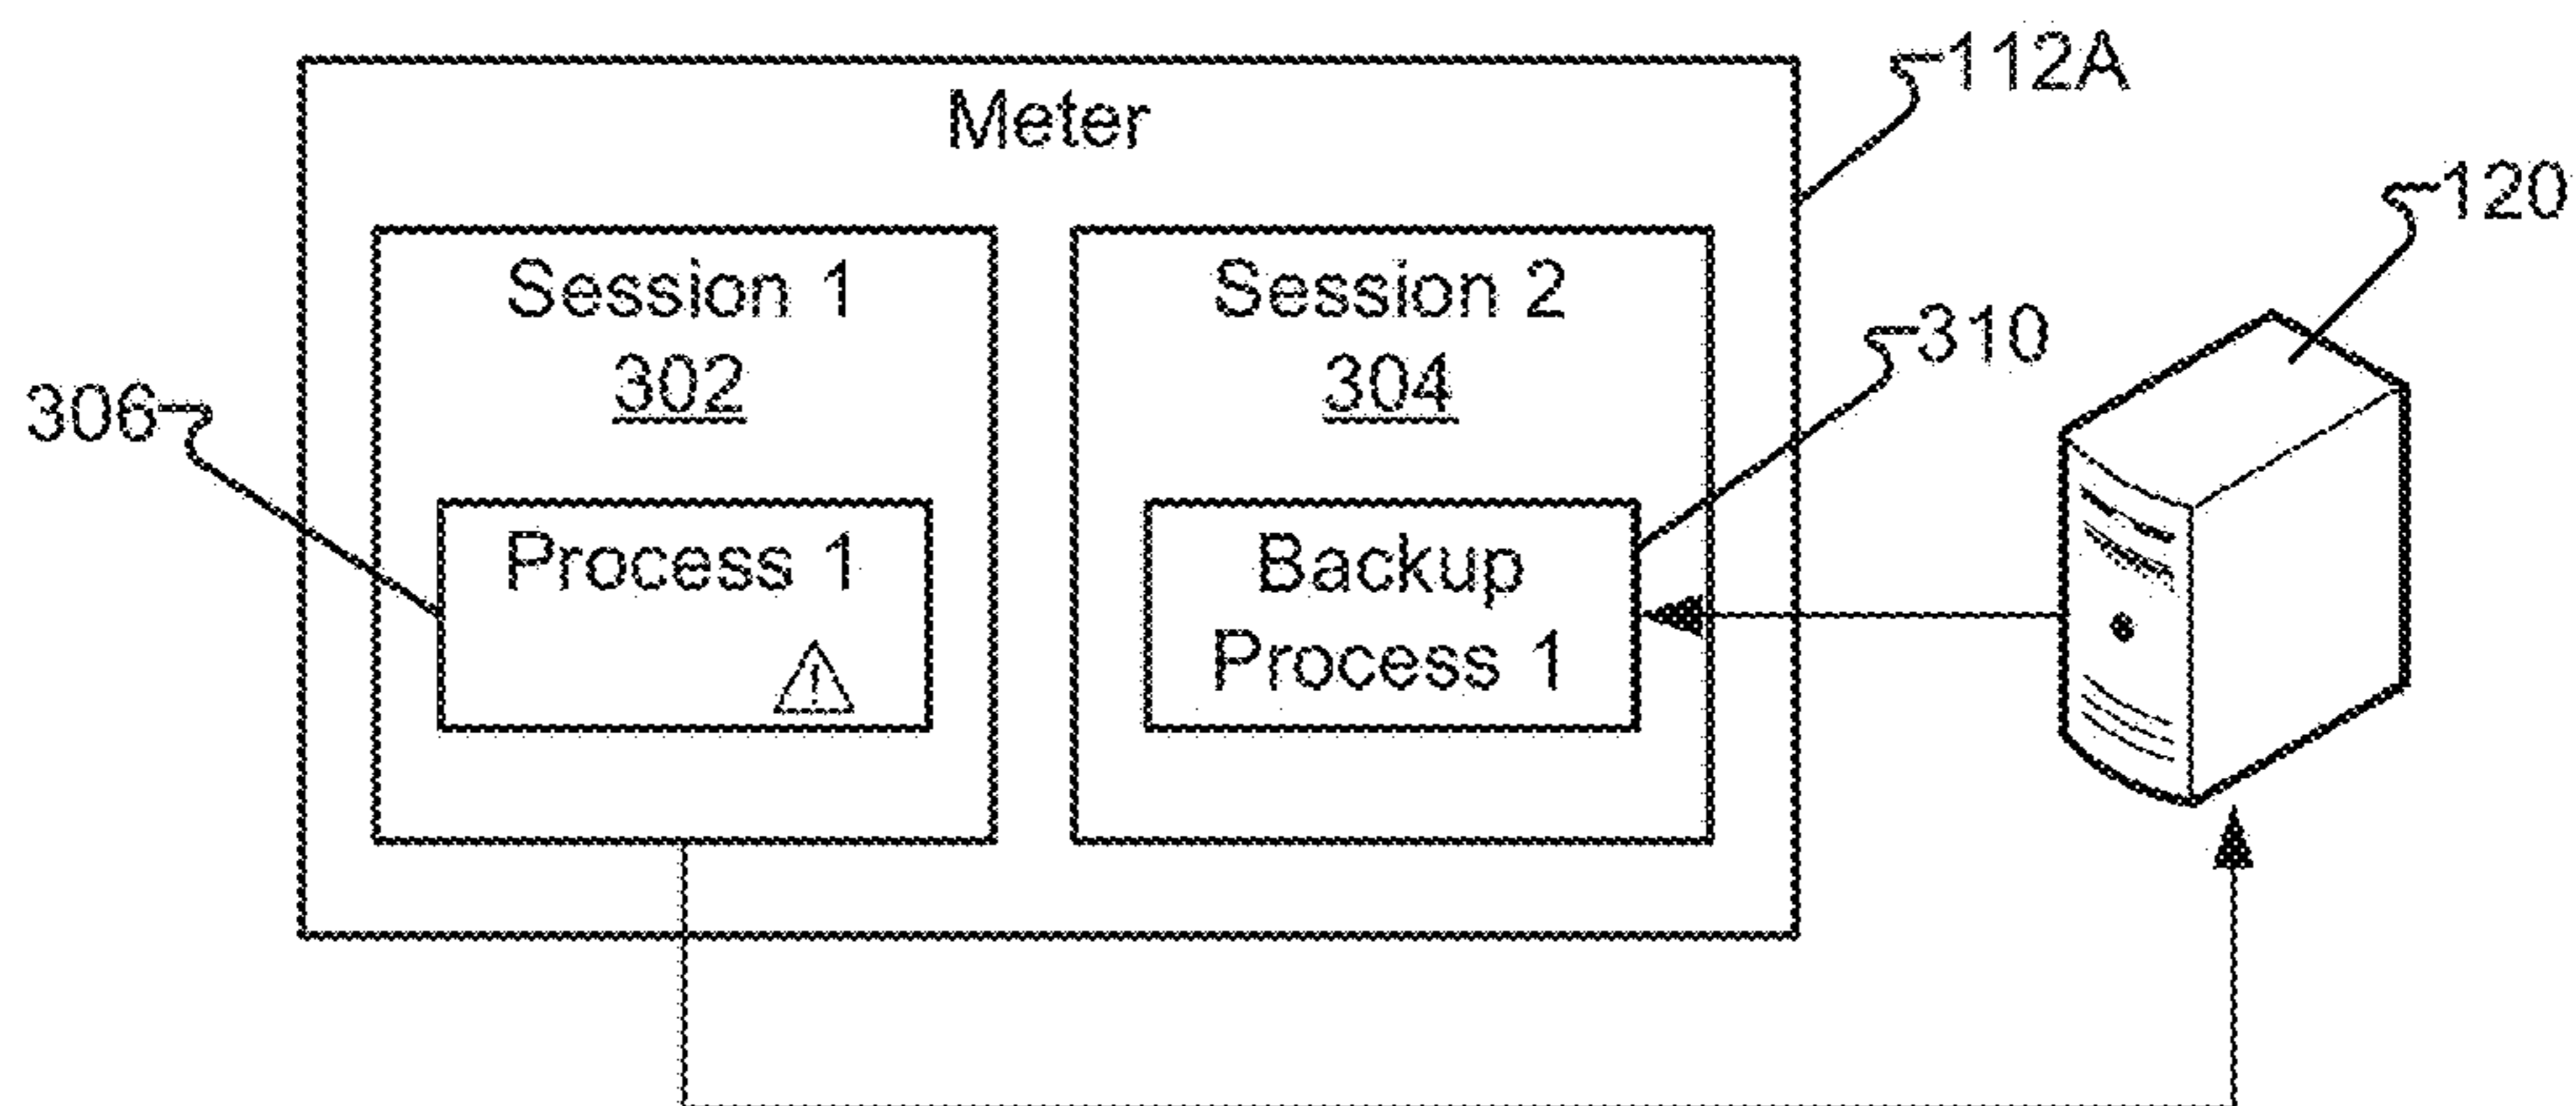 112A
Meter
120
Session 1
302
Session 2
304
310
306
Process 1
Backup
Process 1